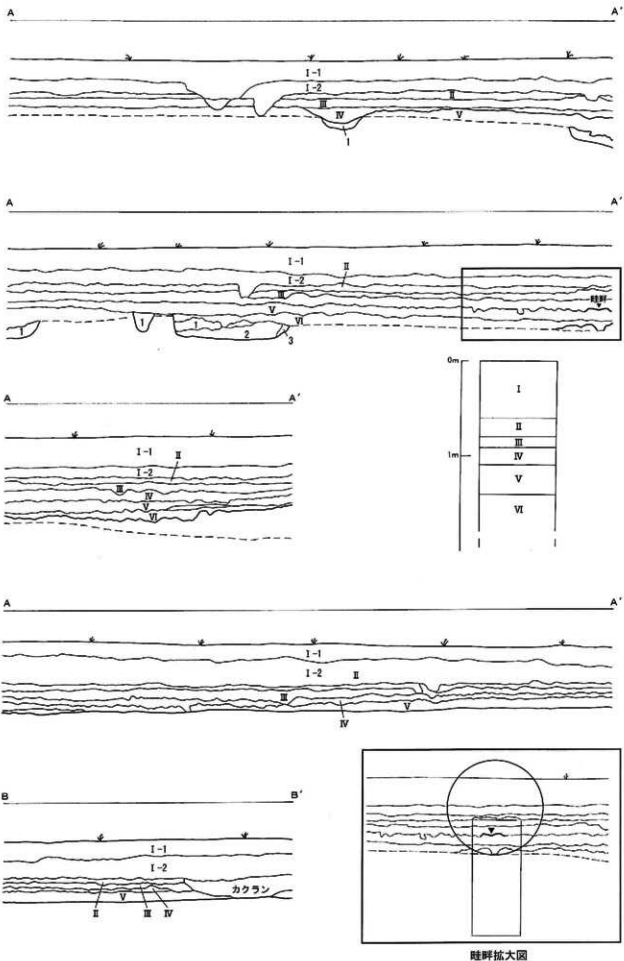 A A′
I-1
I-2
II
III
IV V
1
A A′
I-1
II
I-2
III
畦畔
V
VI
1 1 1 2 3
0m
I
II
III
1m IV
V
VI
A A′
I-1
II
I-2
III
IV
V
VI
A A′
I-1
I-2 II
III
V
IV
B B′
I-1
I-2
カクラン
V
II III IV
畦畔拡大図